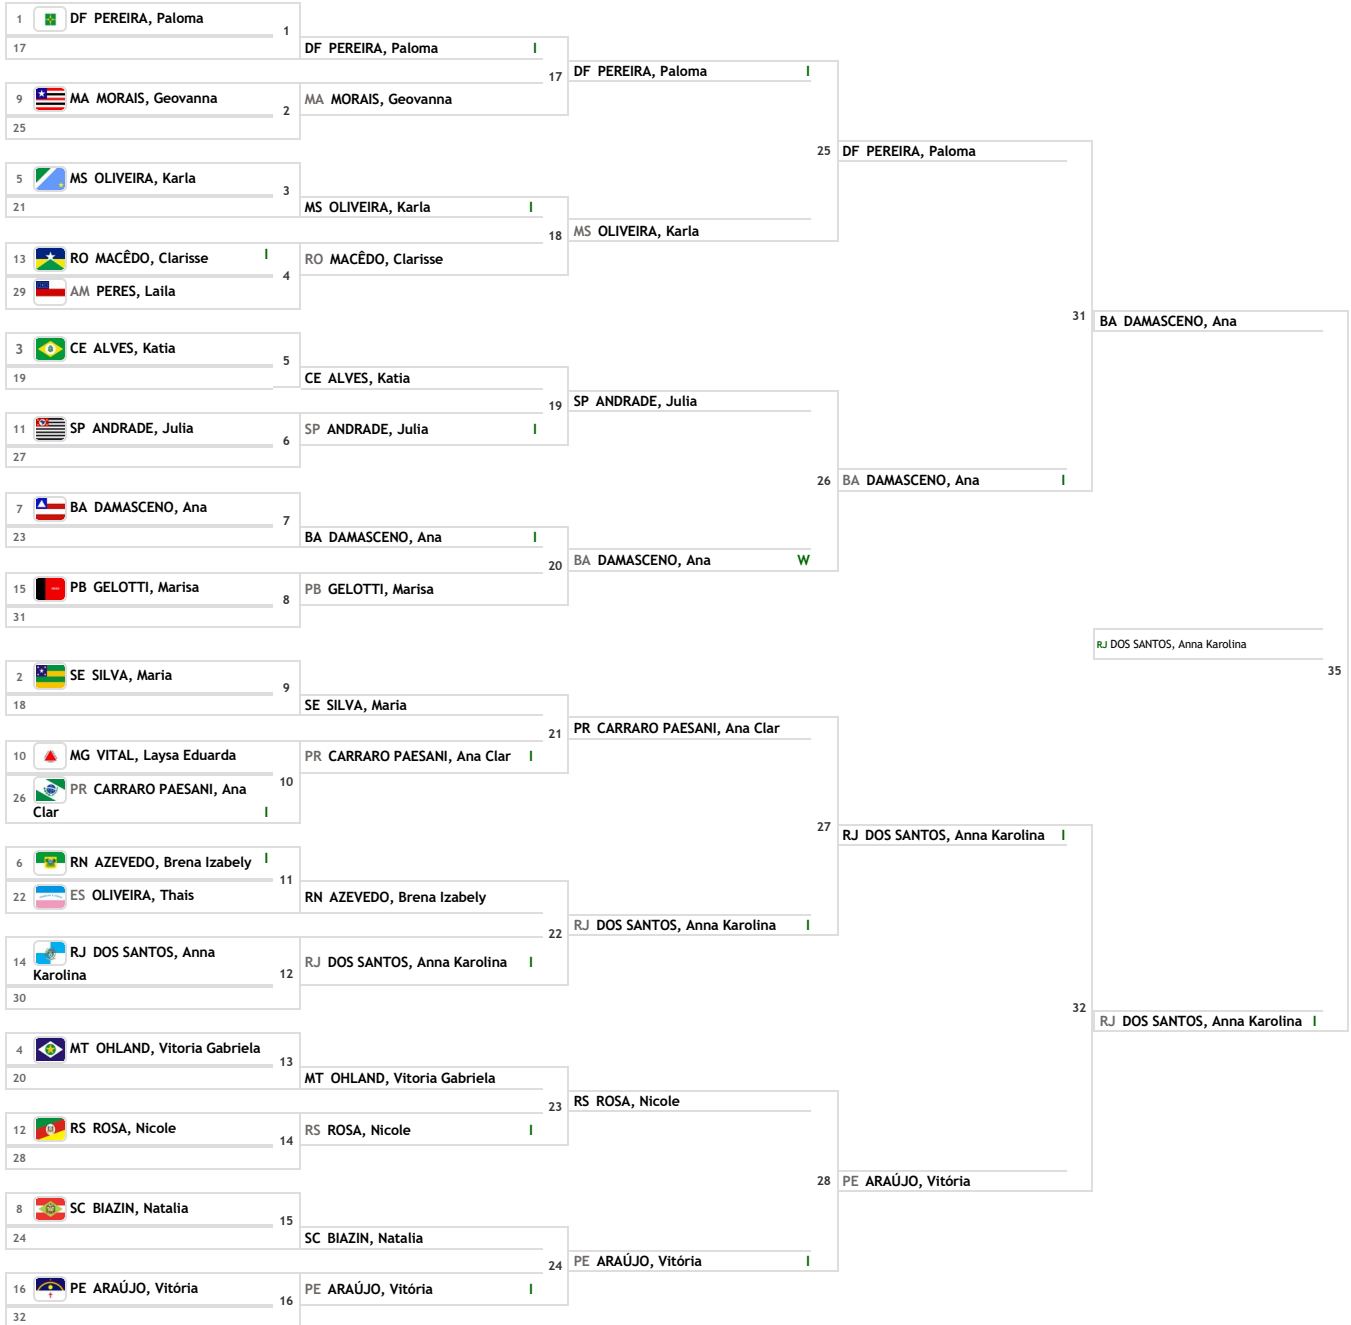 1 DF PEREIRA, Paloma
1
17
9 MA MORAIS, Geovanna
2
25
5 MS OLIVEIRA, Karla
3
21
13 RO MACÊDO, Clarisse I
4
29 AM PERES, Laila
3 CE ALVES, Katia
5
19
11 SP ANDRADE, Julia
6
27
7 BA DAMASCENO, Ana
7
23
15 PB GELOTTI, Marisa
8
31
2 SE SILVA, Maria
9
18
10 MG VITAL, Laysa Eduarda
10
26 PR CARRARO PAESANI, Ana
Clar I
6 RN AZEVEDO, Brena Izabely I
11
22 ES OLIVEIRA, Thais
14 RJ DOS SANTOS, Anna
Karolina
12
30
4 MT OHLAND, Vitoria Gabriela
13
20
12 RS ROSA, Nicole
14
28
8 SC BIAZIN, Natalia
15
24
16 PE ARAÚJO, Vitória
16
32
DF PEREIRA, Paloma I
17
MA MORAIS, Geovanna
MS OLIVEIRA, Karla I
18
RO MACÊDO, Clarisse
CE ALVES, Katia
19
SP ANDRADE, Julia I
BA DAMASCENO, Ana I
20
PB GELOTTI, Marisa
SE SILVA, Maria
21
PR CARRARO PAESANI, Ana Clar I
RN AZEVEDO, Brena Izabely
22
RJ DOS SANTOS, Anna Karolina I
MT OHLAND, Vitoria Gabriela
23
RS ROSA, Nicole I
SC BIAZIN, Natalia
24
PE ARAÚJO, Vitória I
DF PEREIRA, Paloma I
25
MS OLIVEIRA, Karla
SP ANDRADE, Julia
26
BA DAMASCENO, Ana W
PR CARRARO PAESANI, Ana Clar
27
RJ DOS SANTOS, Anna Karolina I
RS ROSA, Nicole
28
PE ARAÚJO, Vitória I
DF PEREIRA, Paloma
31
BA DAMASCENO, Ana I
RJ DOS SANTOS, Anna Karolina I
32
PE ARAÚJO, Vitória
BA DAMASCENO, Ana
RJ DOS SANTOS, Anna Karolina
35
RJ DOS SANTOS, Anna Karolina I